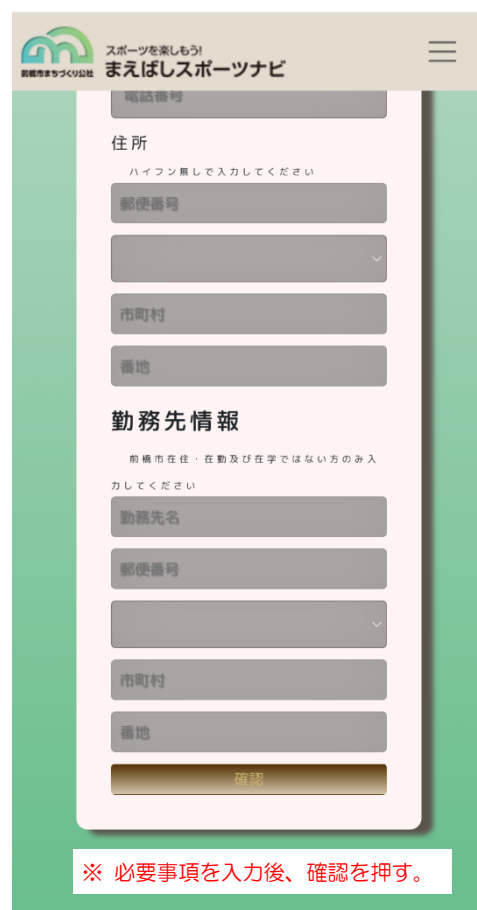 スポーツを楽しもう!
前橋市まちづくり公社
まえばしスポーツナビ
電話番号
住所
ハイフン無しで入力してください
郵便番号
市町村
番地
勤務先情報
前橋市在住・在勤及び在学ではない方のみ入
力してください
勤務先名
郵便番号
市町村
番地
確認
※ 必要事項を入力後、確認を押す。